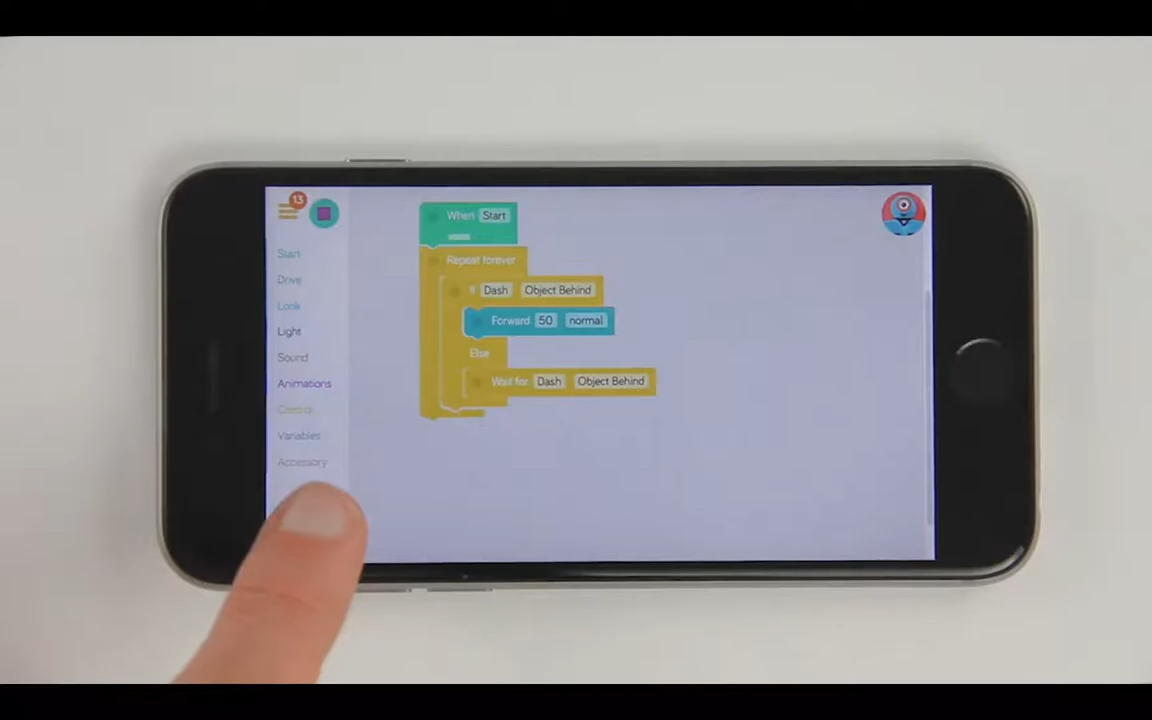 13
When Start
Repeat forever
If Dash Object Behind
Forward 50 normal
Else
Wait for Dash Object Behind
Start
Drive
Look
Light
Sound
Animations
Control
Variables
Accessory